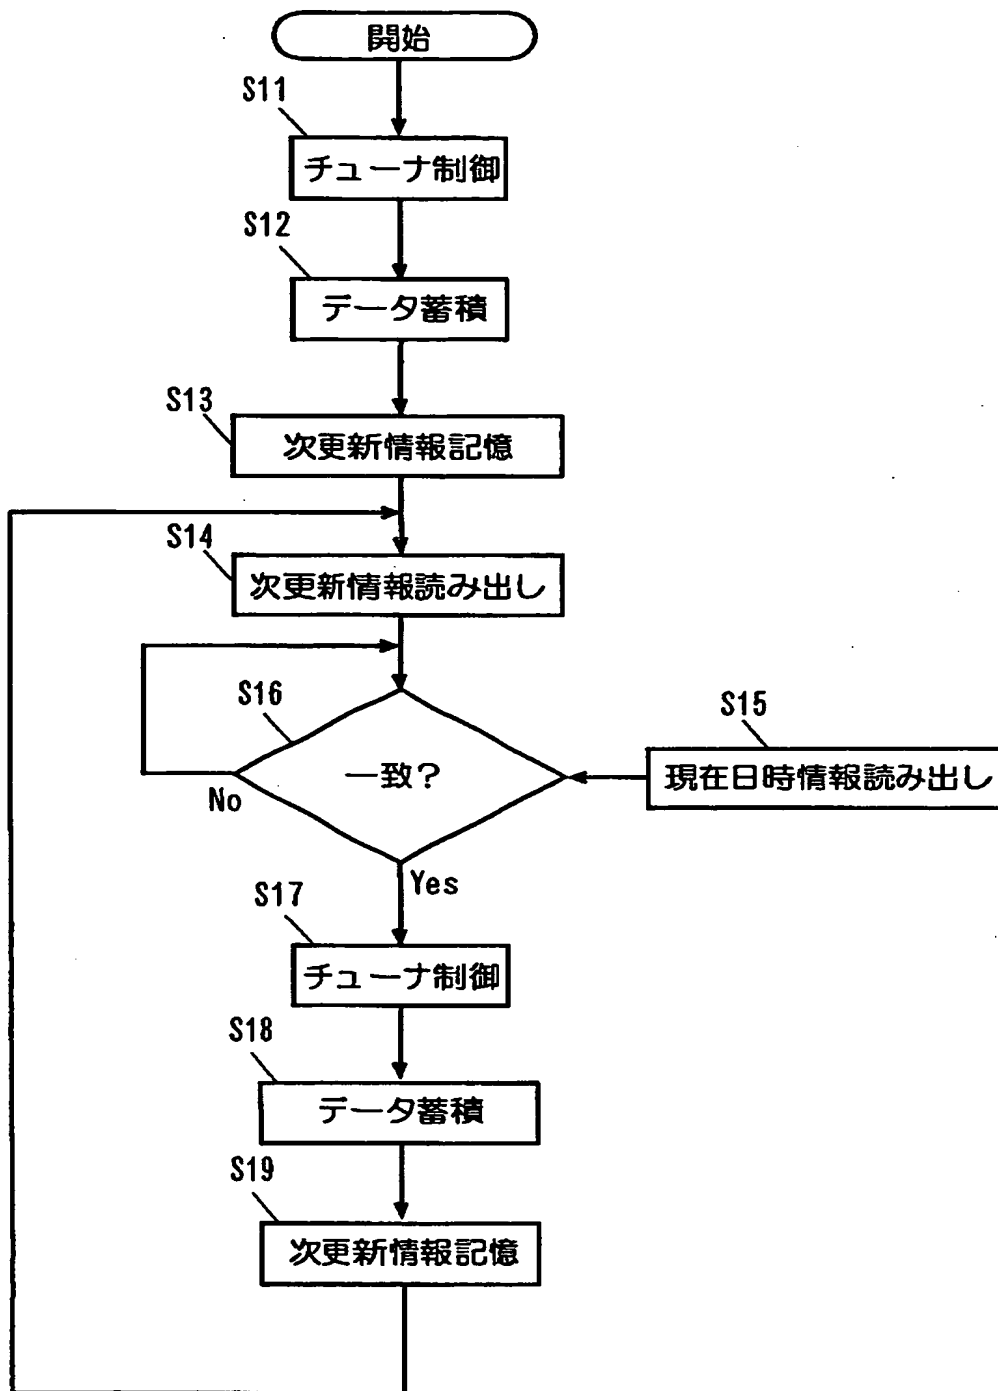 開始
S11
チューナ制御
S12
データ蓄積
S13
次更新情報記憶
S14
次更新情報読み出し
S16
一致?
No
S15
現在日時情報読み出し
Yes
S17
チューナ制御
S18
データ蓄積
S19
次更新情報記憶